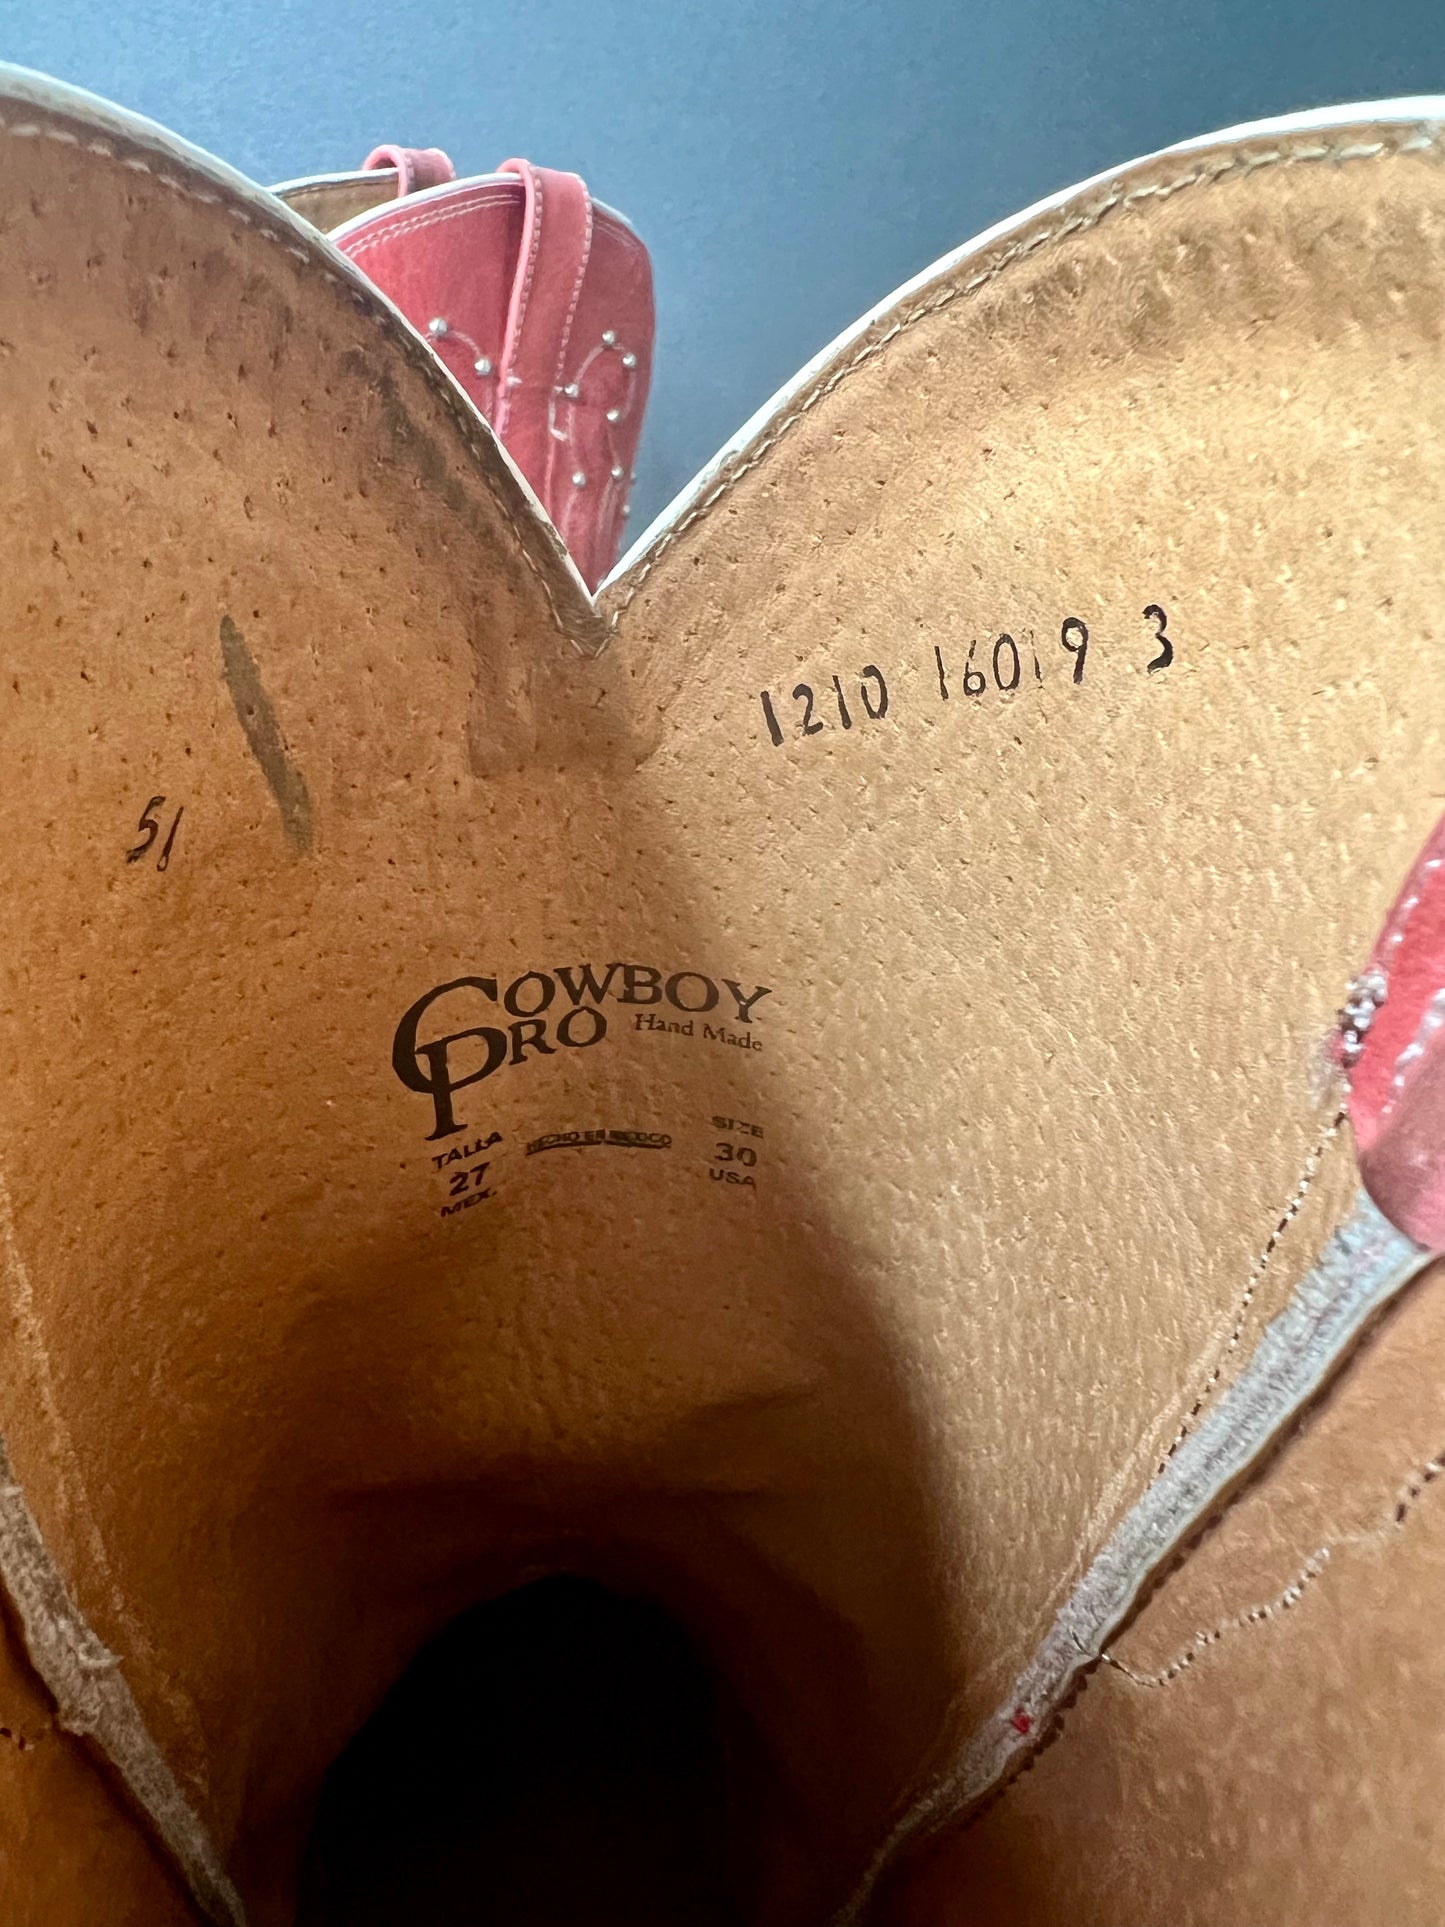 1210 16019 3
51
COWBOY
PRO Hand Made
TALLA
27
MEX.
HECHO EN MEXICO
SIZE
30
USA